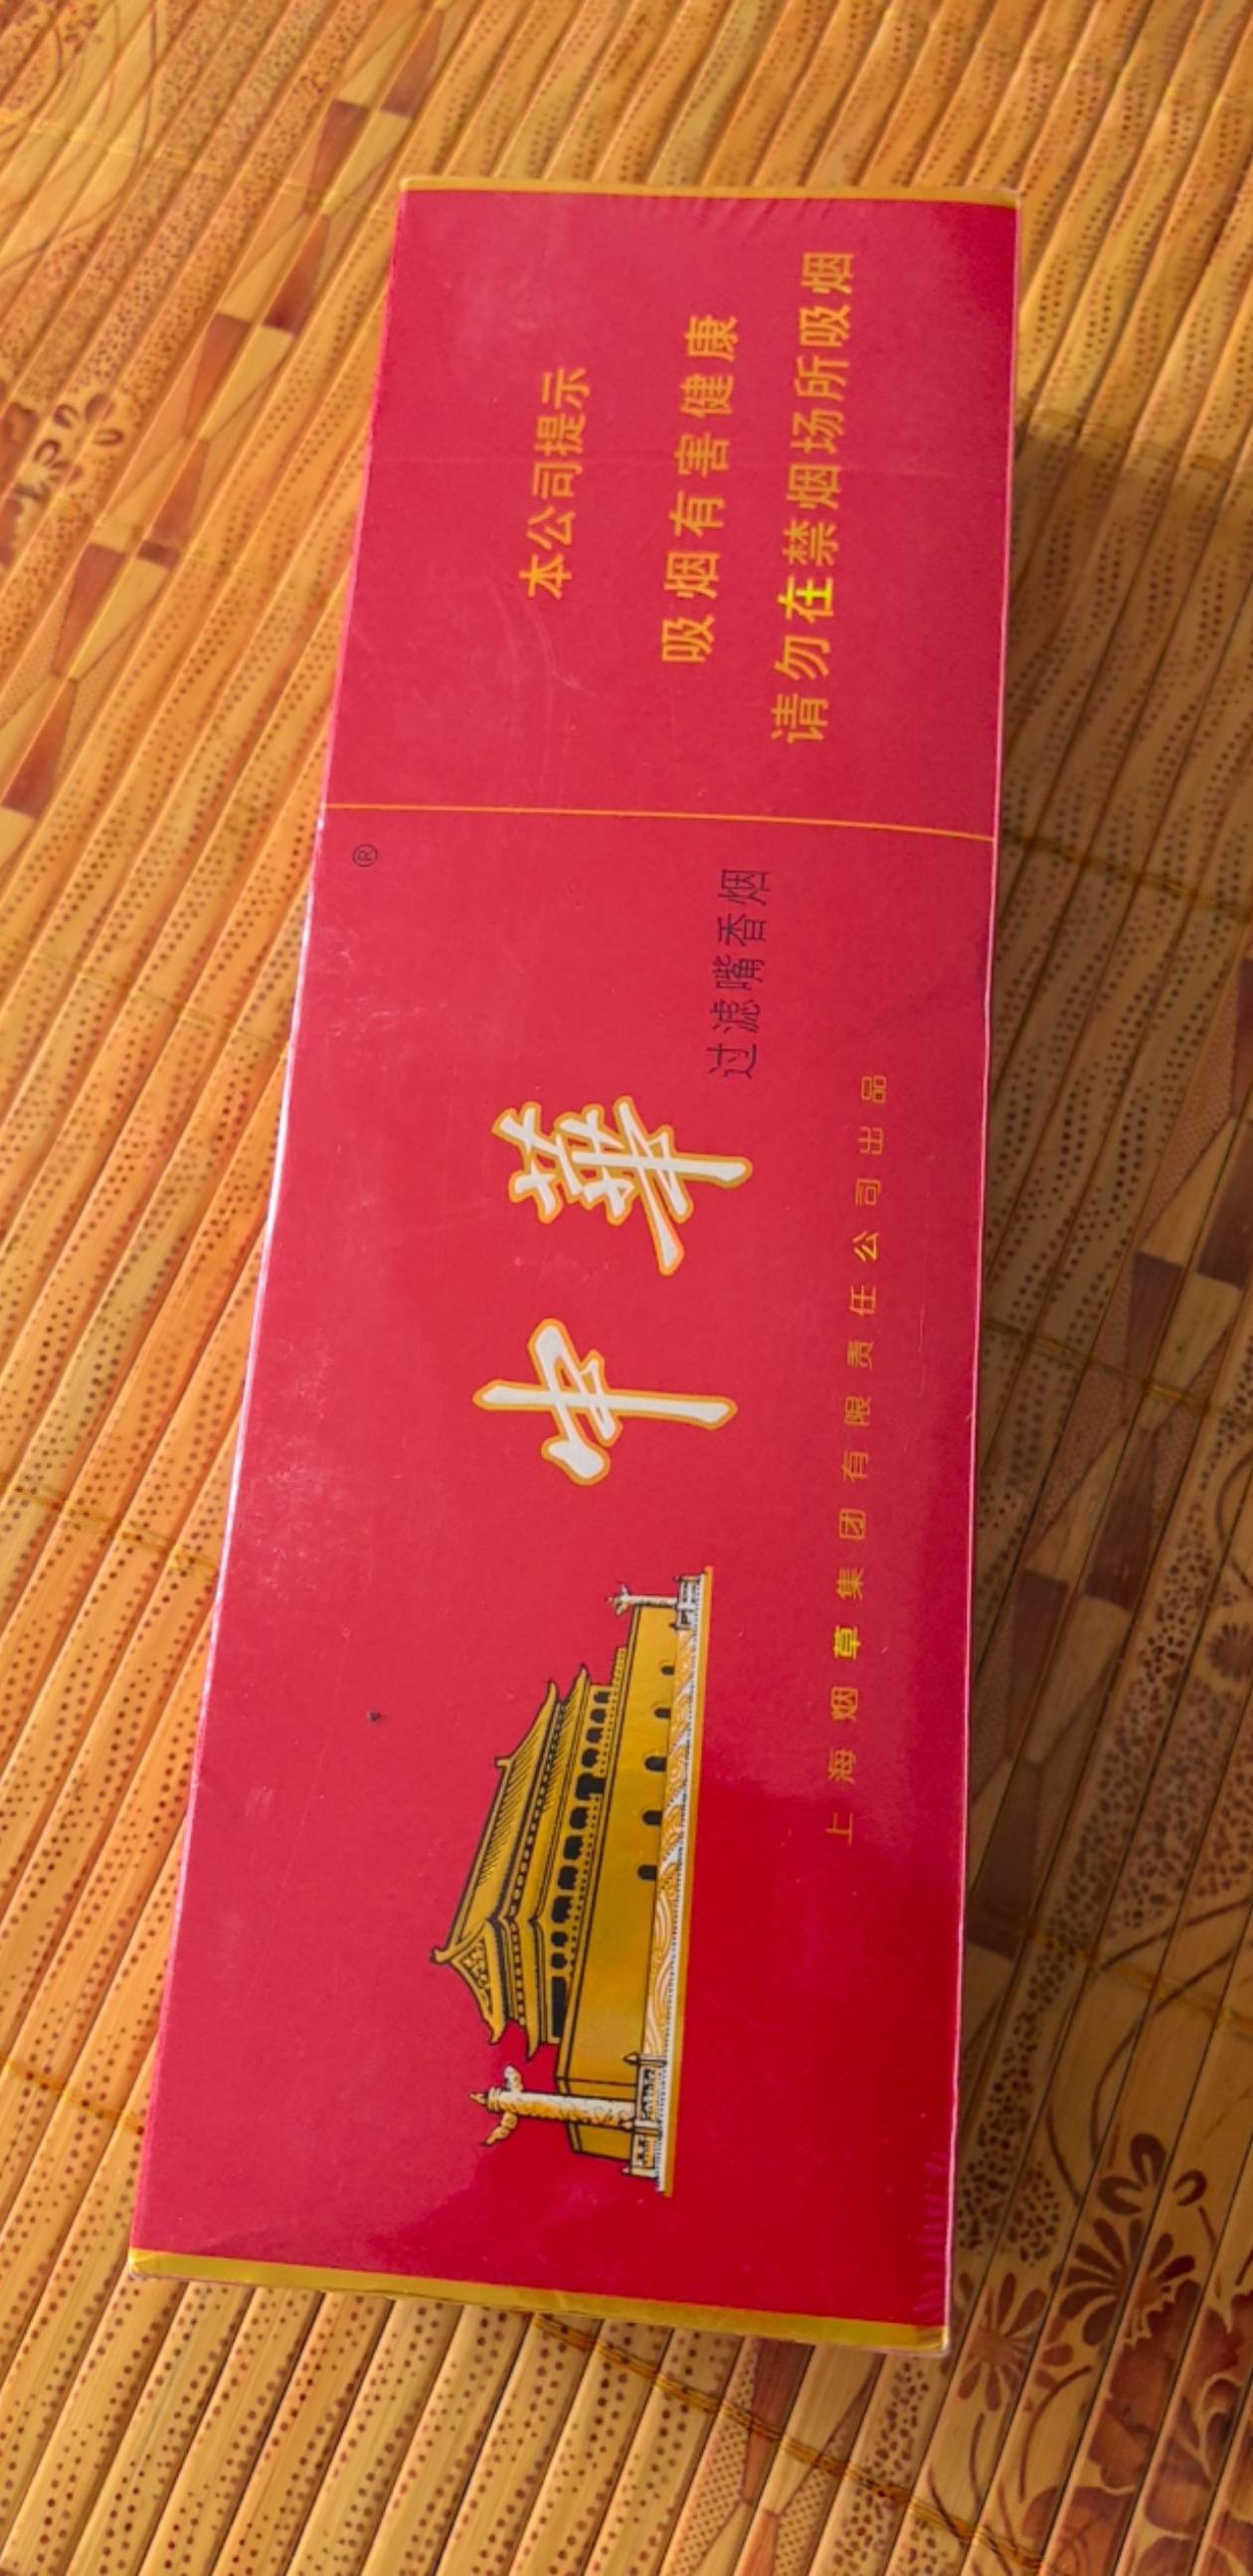 中華
®
过滤嘴香烟
上海烟草集团有限责任公司出品
本公司提示
吸烟有害健康
请勿在禁烟场所吸烟